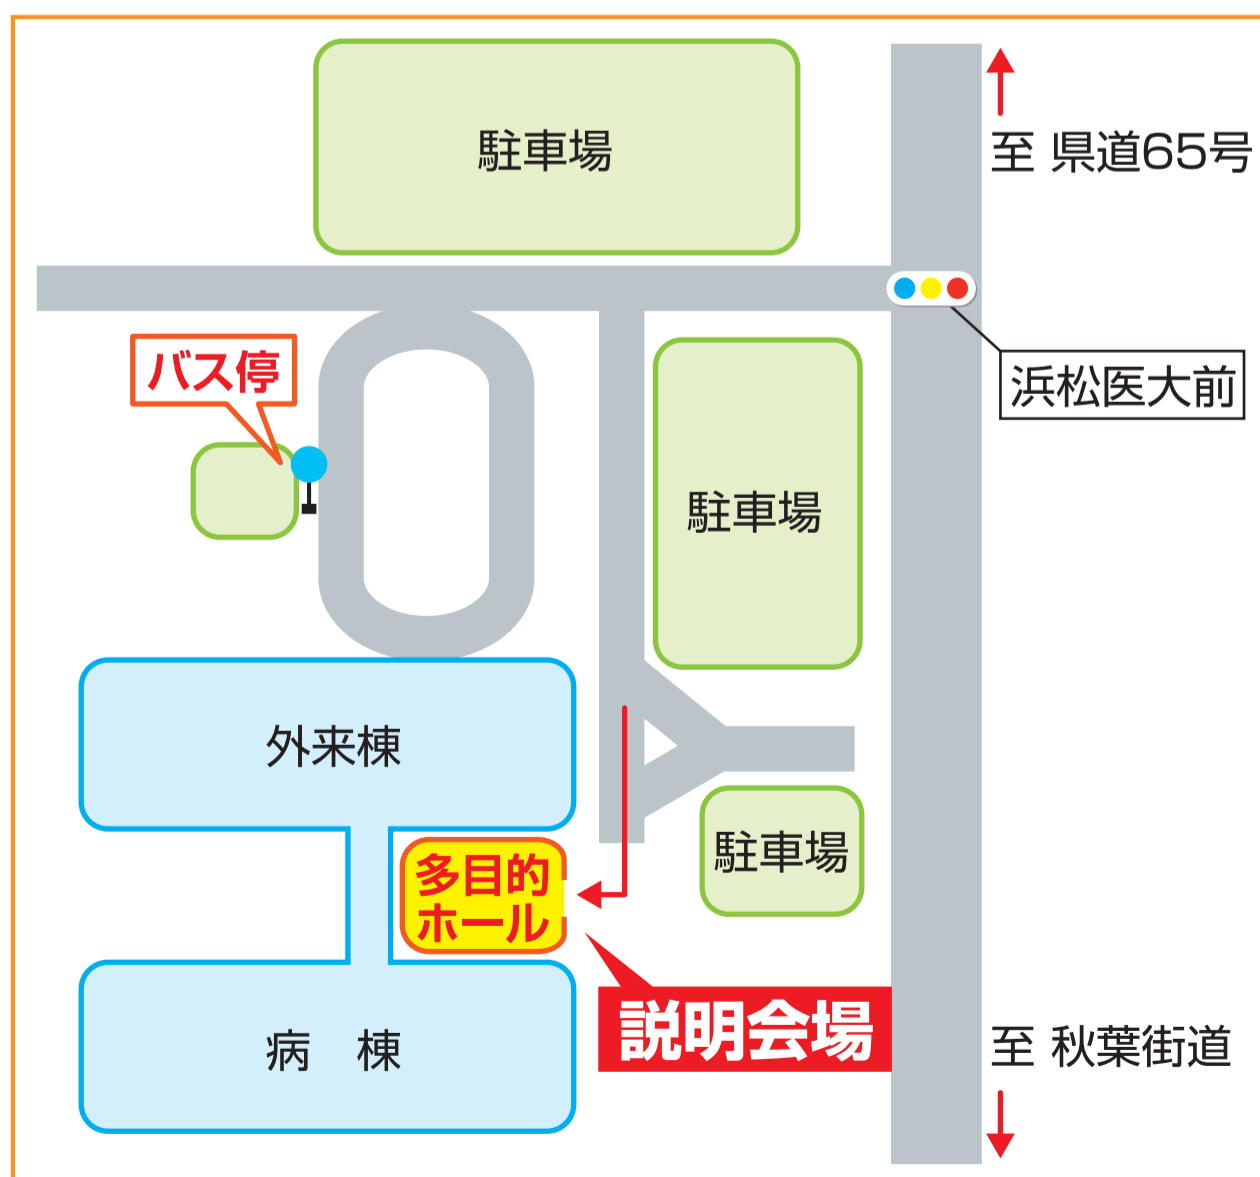 駐車場
至 県道65号
バス停
浜松医大前
駐車場
外来棟
駐車場
多目的
ホール
説明会場
病　棟
至 秋葉街道